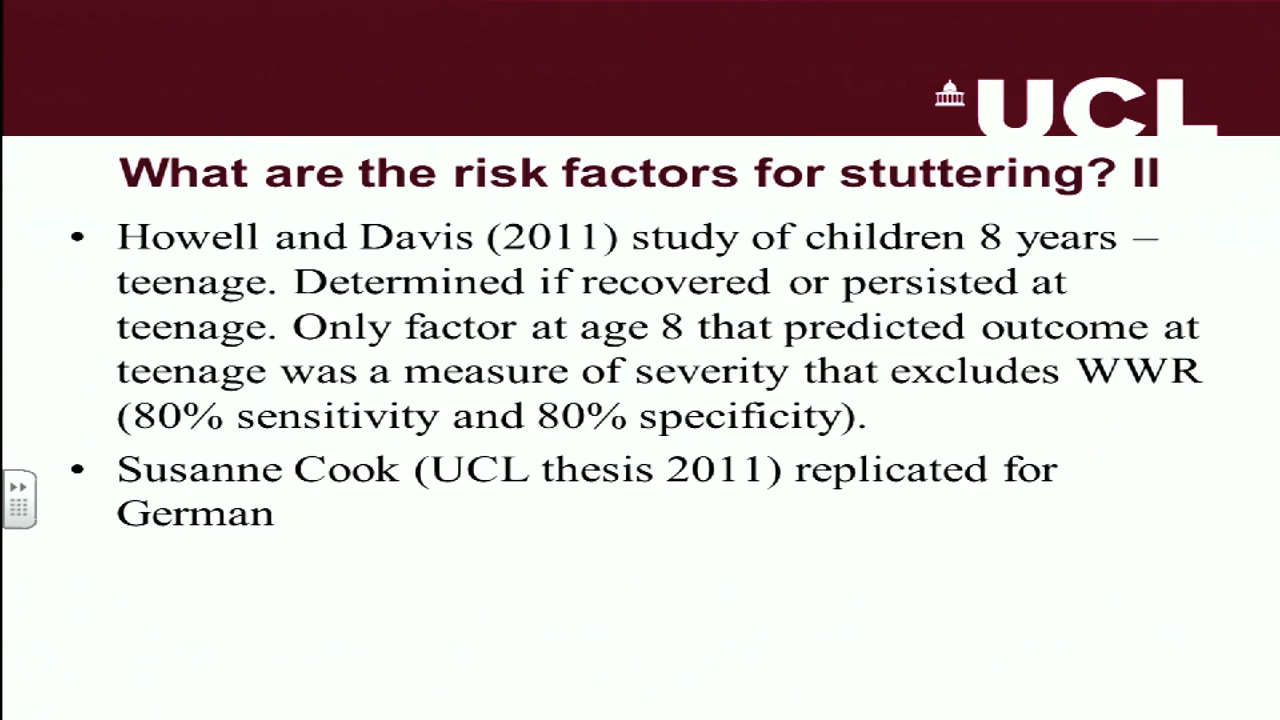 UCL
What are the risk factors for stuttering? II
• Howell and Davis (2011) study of children 8 years –
teenage. Determined if recovered or persisted at
teenage. Only factor at age 8 that predicted outcome at
teenage was a measure of severity that excludes WWR
(80% sensitivity and 80% specificity).
• Susanne Cook (UCL thesis 2011) replicated for
German